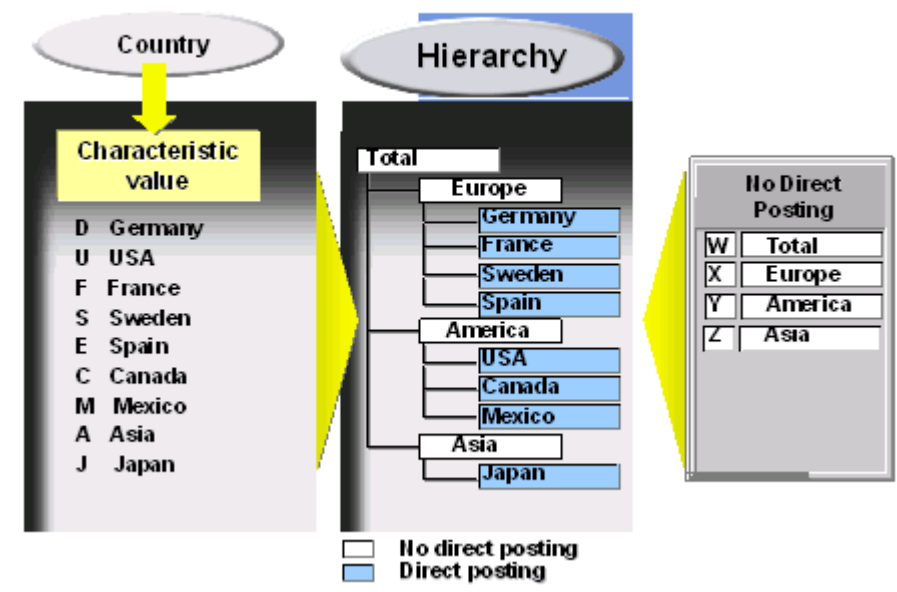 Country
Characteristic
value
D Germany
U USA
F France
S Sweden
E Spain
C Canada
M Mexico
A Asia
J Japan
Hierarchy
Total
Europe
Germany
France
Sweden
Spain
America
USA
Canada
Mexico
Asia
Japan
No direct posting
Direct posting
No Direct
Posting
W Total
X Europe
Y America
Z Asia